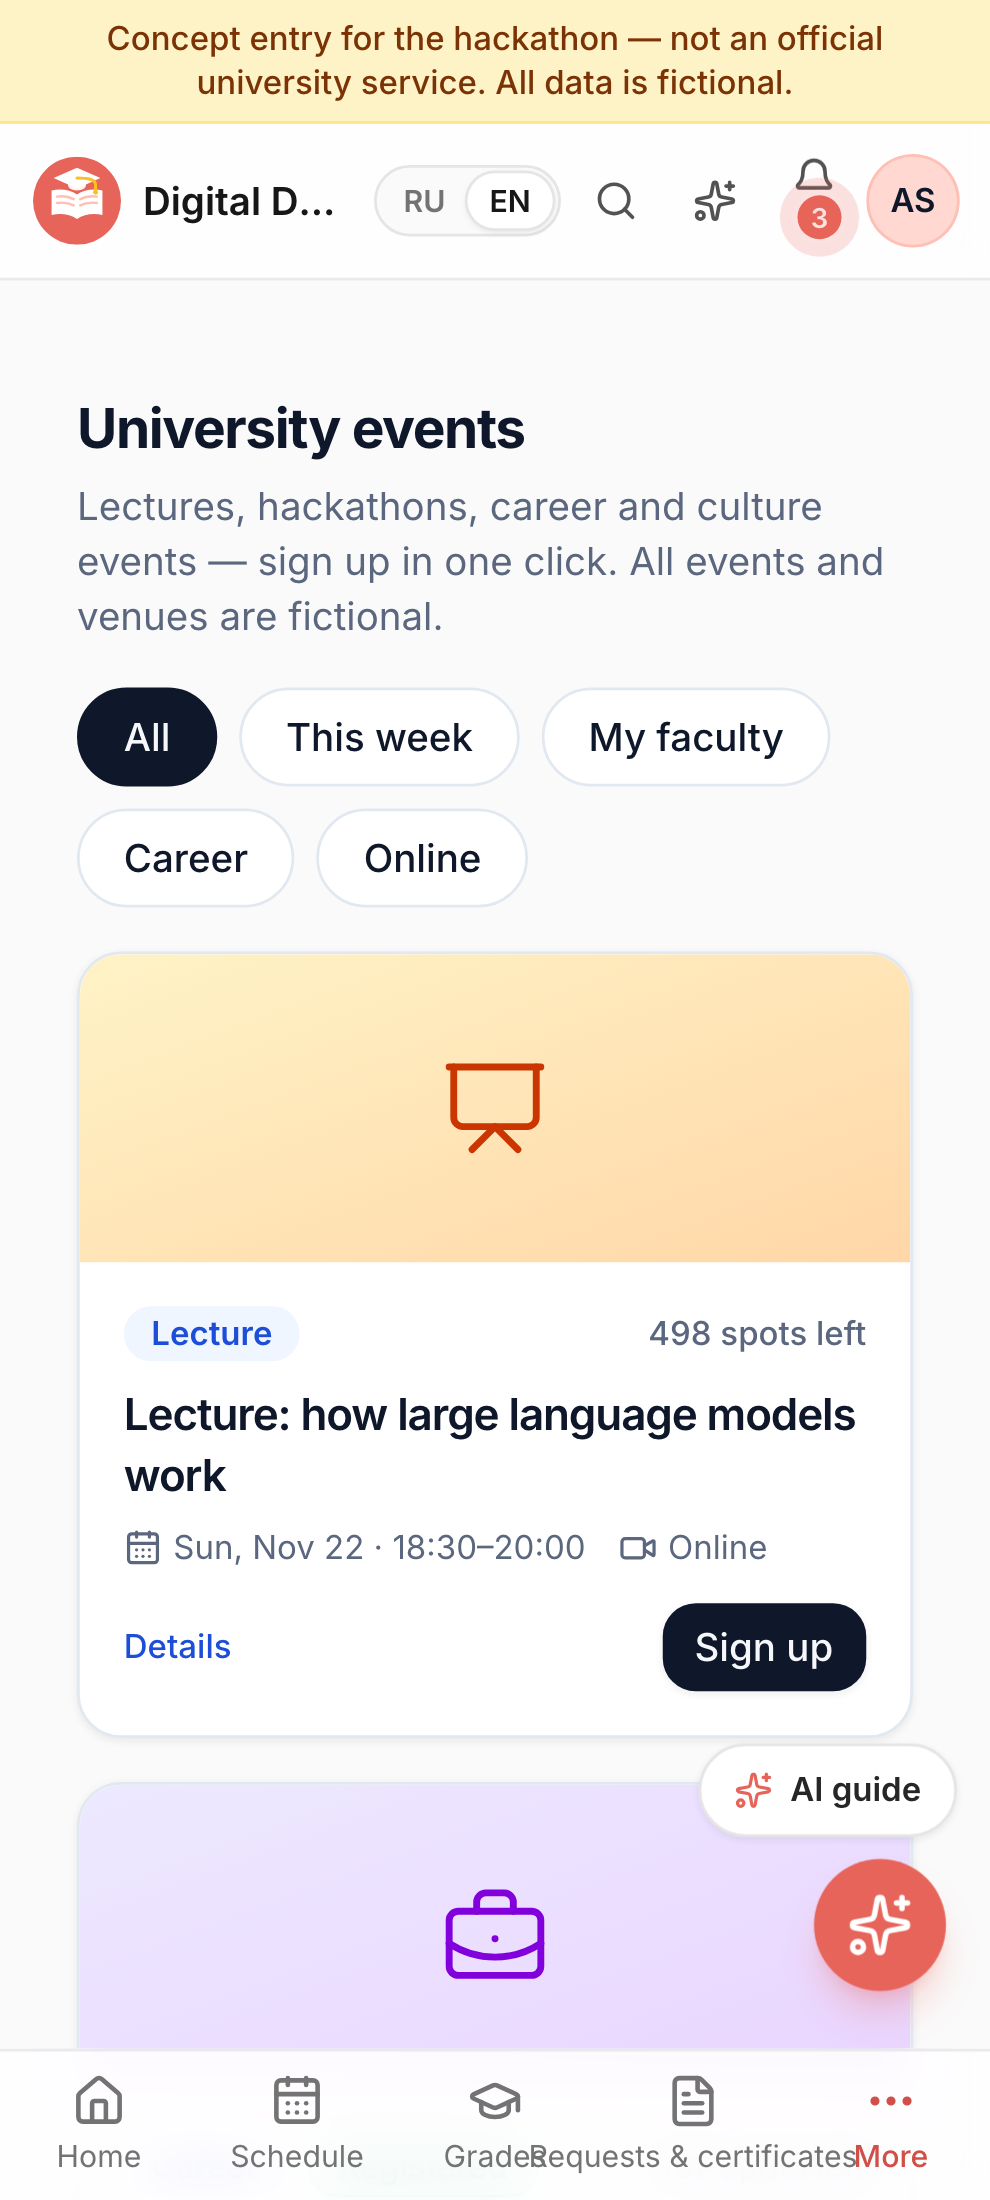 Concept entry for the hackathon — not an official
university service. All data is fictional.
Digital D...
RU
EN
3
AS
University events
Lectures, hackathons, career and culture
events — sign up in one click. All events and
venues are fictional.
All
This week
My faculty
Career
Online
Lecture
498 spots left
Lecture: how large language models
work
Sun, Nov 22 · 18:30–20:00
Online
Details
Sign up
AI guide
Home
Schedule
Grades
Requests & certificates
More